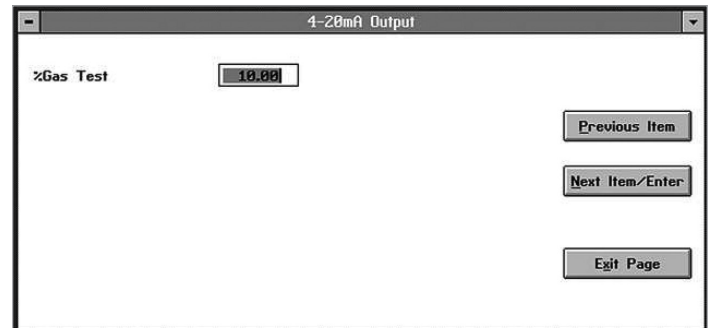 4-20mA Output
%Gas Test 10.00
Previous Item
Next Item/Enter
Exit Page